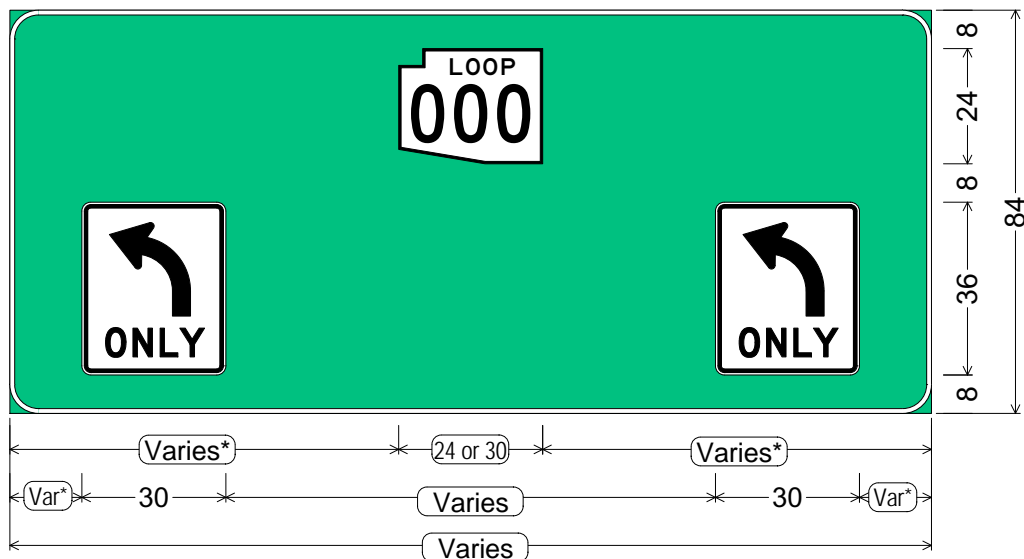 LOOP
000
ONLY ONLY
8
24
8
36
8
84
Varies* 24 or 30 Varies*
Var* 30 Varies 30 Var*
Varies